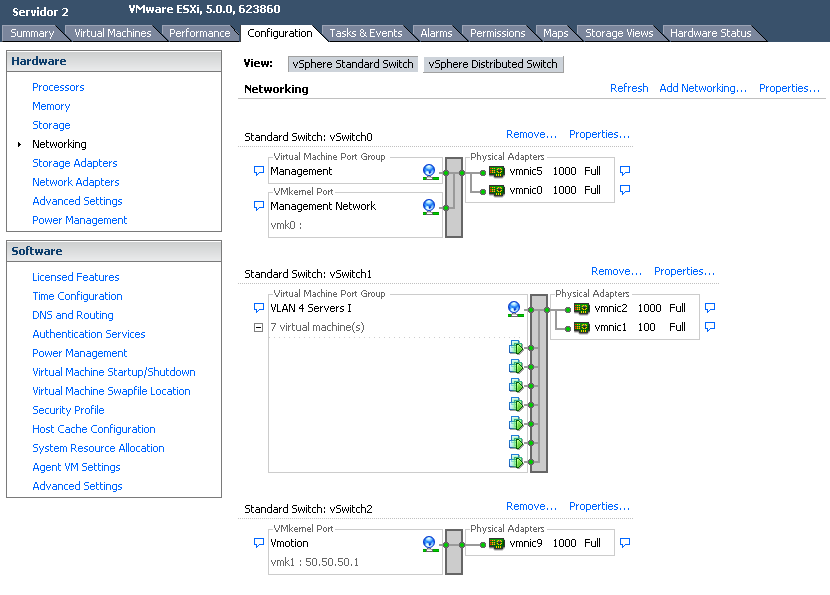 Servidor 2 VMware ESXi, 5.0.0, 623860
Summary Virtual Machines Performance Configuration Tasks & Events Alarms Permissions Maps Storage Views Hardware Status
Hardware
Processors
Memory
Storage
Networking
Storage Adapters
Network Adapters
Advanced Settings
Power Management
Software
Licensed Features
Time Configuration
DNS and Routing
Authentication Services
Power Management
Virtual Machine Startup/Shutdown
Virtual Machine Swapfile Location
Security Profile
Host Cache Configuration
System Resource Allocation
Agent VM Settings
Advanced Settings
View: vSphere Standard Switch vSphere Distributed Switch
Networking Refresh Add Networking... Properties...
Standard Switch: vSwitch0 Remove... Properties...
Virtual Machine Port Group Physical Adapters
Management vmnic5 1000 Full
VMkernel Port vmnic0 1000 Full
Management Network
vmk0 :
Standard Switch: vSwitch1 Remove... Properties...
Virtual Machine Port Group Physical Adapters
VLAN 4 Servers I vmnic2 1000 Full
7 virtual machine(s) vmnic1 100 Full
Standard Switch: vSwitch2 Remove... Properties...
VMkernel Port Physical Adapters
Vmotion vmnic9 1000 Full
vmk1 : 50.50.50.1